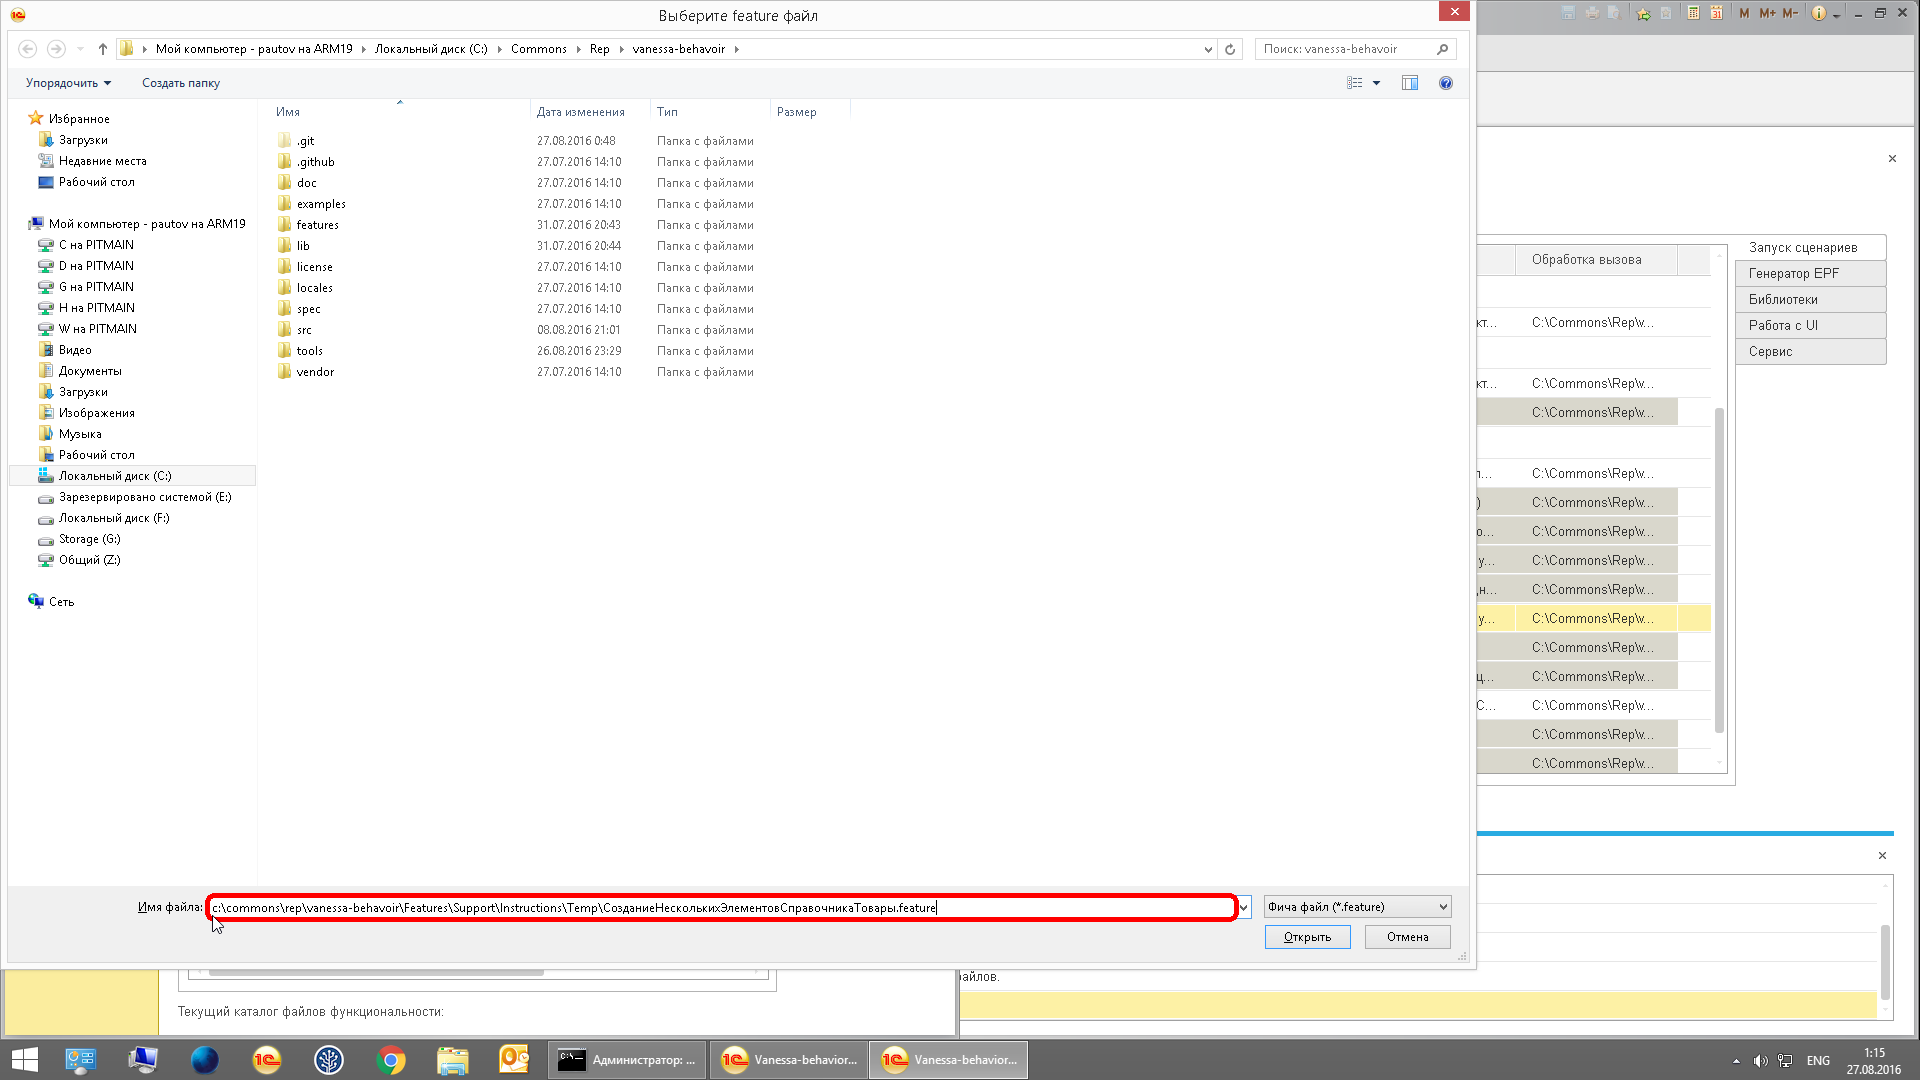 Выберите feature файл
M M+ M-
Мой компьютер - pautov на ARM19 Локальный диск (C:) Commons Rep vanessa-behavoir
Поиск: vanessa-behavoir
Упорядочить Создать папку
Имя Дата изменения Тип Размер
Избранное
Загрузки
Недавние места
Рабочий стол
Мой компьютер - pautov на ARM19
C на PITMAIN
D на PITMAIN
G на PITMAIN
H на PITMAIN
W на PITMAIN
Видео
Документы
Загрузки
Изображения
Музыка
Рабочий стол
Локальный диск (C:)
Зарезервировано системой (E:)
Локальный диск (F:)
Storage (G:)
Общий (Z:)
Сеть
.git 27.08.2016 0:48 Папка с файлами
.github 27.07.2016 14:10 Папка с файлами
doc 27.07.2016 14:10 Папка с файлами
examples 27.07.2016 14:10 Папка с файлами
features 31.07.2016 20:43 Папка с файлами
lib 31.07.2016 20:44 Папка с файлами
license 27.07.2016 14:10 Папка с файлами
locales 27.07.2016 14:10 Папка с файлами
spec 27.07.2016 14:10 Папка с файлами
src 08.08.2016 21:01 Папка с файлами
tools 26.08.2016 23:29 Папка с файлами
vendor 27.07.2016 14:10 Папка с файлами
Обработка вызова
кт... C:\Commons\Rep\v...
кт... C:\Commons\Rep\v...
C:\Commons\Rep\v...
л... C:\Commons\Rep\v...
) C:\Commons\Rep\v...
о... C:\Commons\Rep\v...
у... C:\Commons\Rep\v...
цн... C:\Commons\Rep\v...
у... C:\Commons\Rep\v...
C:\Commons\Rep\v...
ц... C:\Commons\Rep\v...
С... C:\Commons\Rep\v...
C:\Commons\Rep\v...
C:\Commons\Rep\v...
Запуск сценариев
Генератор EPF
Библиотеки
Работа с UI
Сервис
Имя файла: c:\commons\rep\vanessa-behavoir\Features\Support\Instructions\Temp\СозданиеНесколькихЭлементовСправочникаТовары.feature
Фича файл (*.feature)
Открыть Отмена
айлов.
Текущий каталог файлов функциональности:
Администратор: ...
Vanessa-behavior...
Vanessa-behavior...
ENG
1:15
27.08.2016